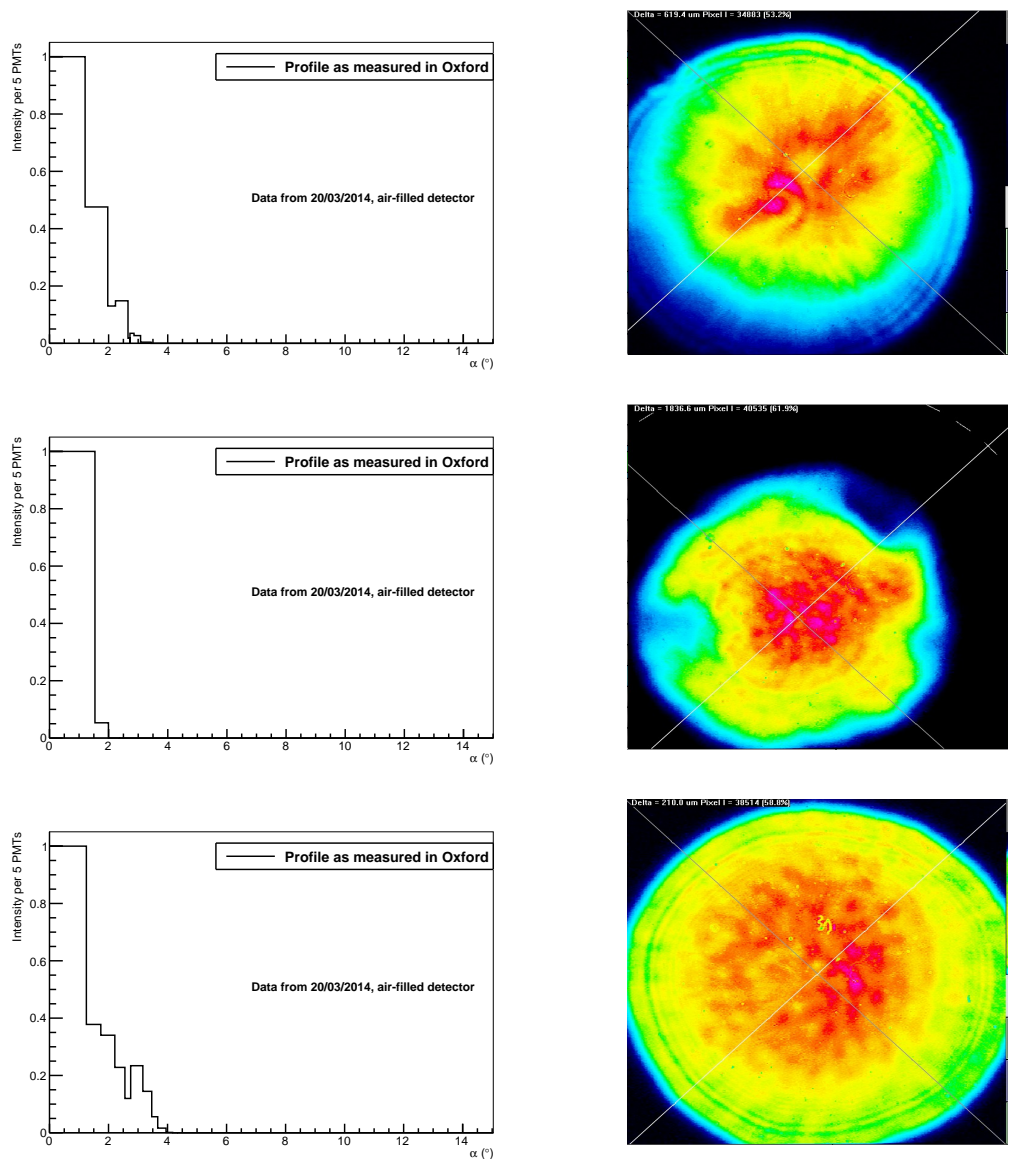 Delta = 619.4 um Pixel I = 34883 (53.2%)
Intensity per 5 PMTs
1
0.8
0.6
0.4
0.2
0
Profile as measured in Oxford
Data from 20/03/2014, air-filled detector
0 2 4 6 8 10 12 14
α (°)
Delta = 1836.6 um Pixel I = 40535 (61.9%)
Intensity per 5 PMTs
1
0.8
0.6
0.4
0.2
0
Profile as measured in Oxford
Data from 20/03/2014, air-filled detector
0 2 4 6 8 10 12 14
α (°)
Delta = 210.0 um Pixel I = 38514 (58.8%)
Intensity per 5 PMTs
1
0.8
0.6
0.4
0.2
0
Profile as measured in Oxford
Data from 20/03/2014, air-filled detector
0 2 4 6 8 10 12 14
α (°)